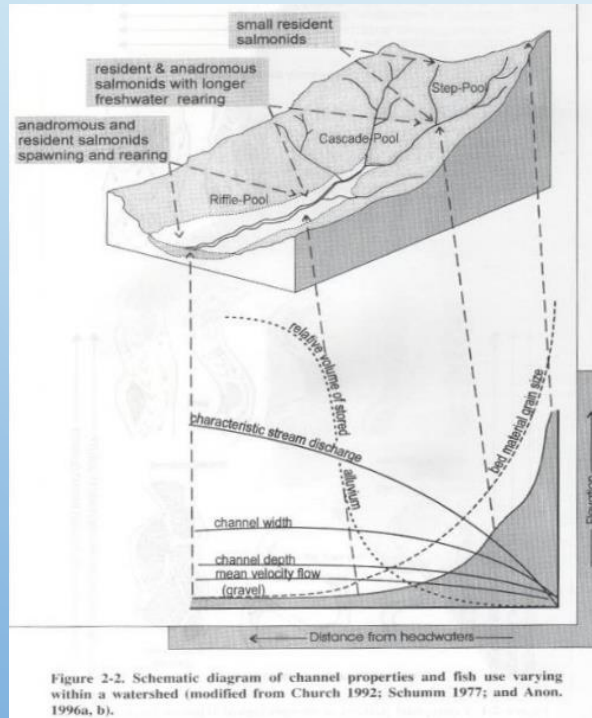 small resident
salmonids
resident & anadromous
salmonids with longer
freshwater rearing
anadromous and
resident salmonids
spawning and rearing
Step-Pool
Cascade-Pool
Riffle-Pool
relative volume of stored
alluvium
bed material grain size
characteristic stream discharge
channel width
channel depth
mean velocity flow
(gravel)
Elevation
Distance from headwaters
Figure 2-2. Schematic diagram of channel properties and fish use varying
within a watershed (modified from Church 1992; Schumm 1977; and Anon.
1996a, b).